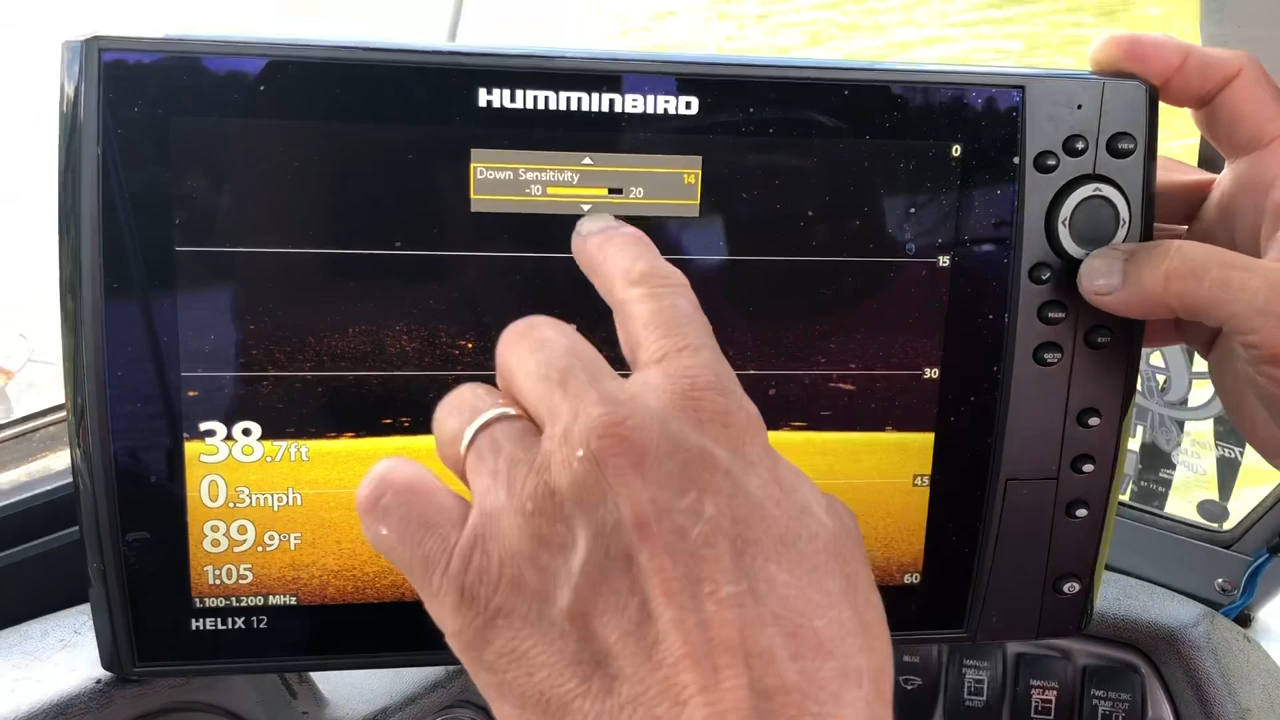 HUMMINBIRD
Down Sensitivity 14
-10 20
0
15
30
45
60
38.7ft
0.3mph
89.9°F
1:05
1.100-1.200 MHz
HELIX 12
VIEW
MARK
EXIT
GO TO
MANUAL
FWD AER
AUTO
MANUAL
AFT AER
FWD RECIRC
PUMP OUT